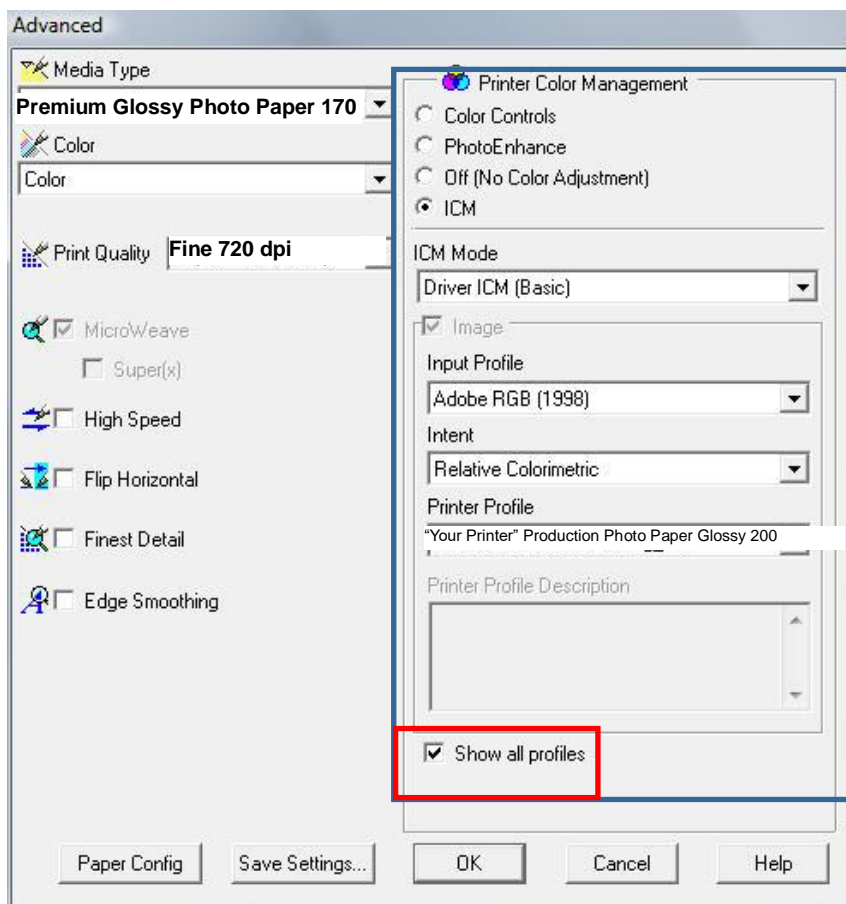 Advanced
Media Type
Premium Glossy Photo Paper 170
Color
Color
Print Quality Fine 720 dpi
MicroWeave
Super(x)
High Speed
Flip Horizontal
Finest Detail
Edge Smoothing
Printer Color Management
Color Controls
PhotoEnhance
Off (No Color Adjustment)
ICM
ICM Mode
Driver ICM (Basic)
Image
Input Profile
Adobe RGB (1998)
Intent
Relative Colorimetric
Printer Profile
“Your Printer” Production Photo Paper Glossy 200
Printer Profile Description
Show all profiles
Paper Config
Save Settings...
OK
Cancel
Help